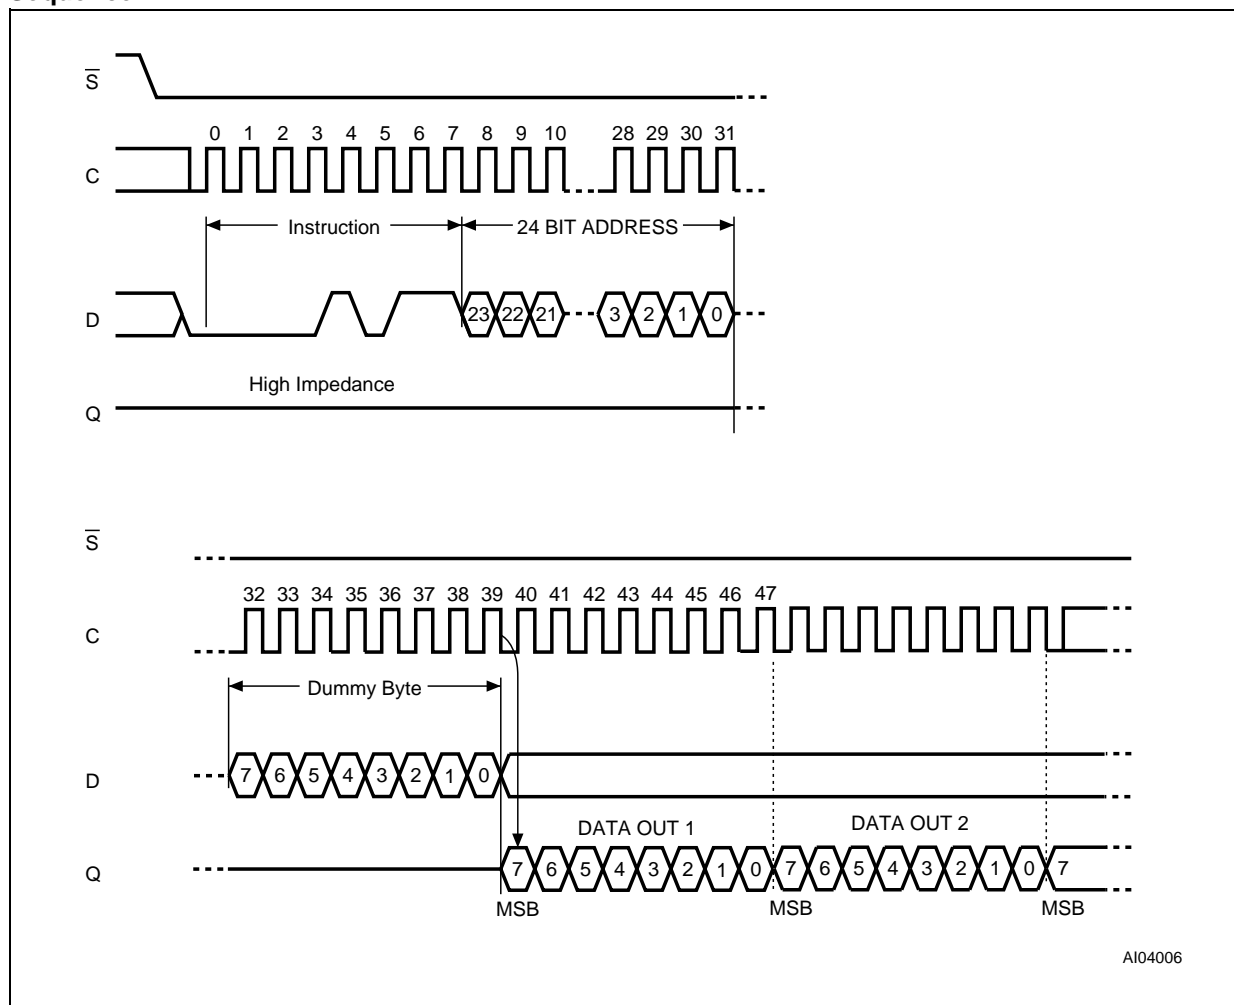 S
0 1 2 3 4 5 6 7 8 9 10 28 29 30 31
C
Instruction 24 BIT ADDRESS
D 23 22 21 3 2 1 0
High Impedance
Q
S
32 33 34 35 36 37 38 39 40 41 42 43 44 45 46 47
C
Dummy Byte
D 7 6 5 4 3 2 1 0
DATA OUT 1 DATA OUT 2
Q 7 6 5 4 3 2 1 0 7 6 5 4 3 2 1 0 7
MSB MSB MSB
AI04006